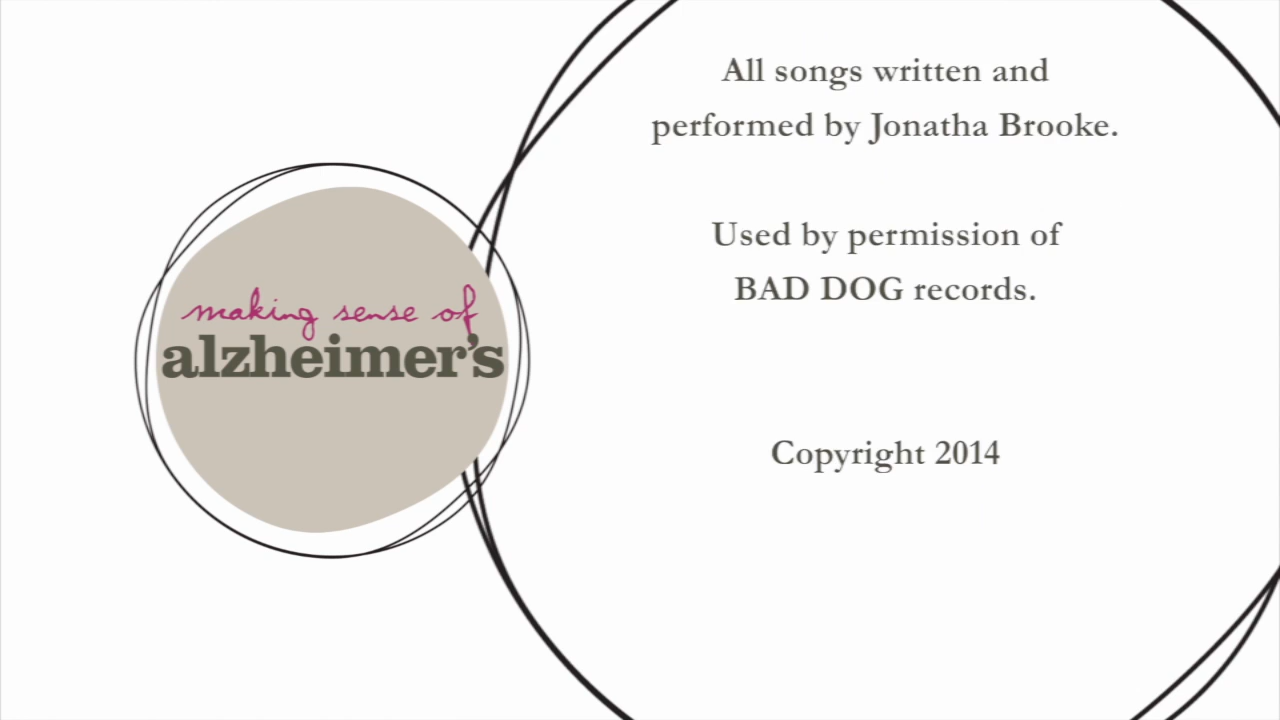 making sense of
alzheimer's
All songs written and
performed by Jonatha Brooke.
Used by permission of
BAD DOG records.
Copyright 2014